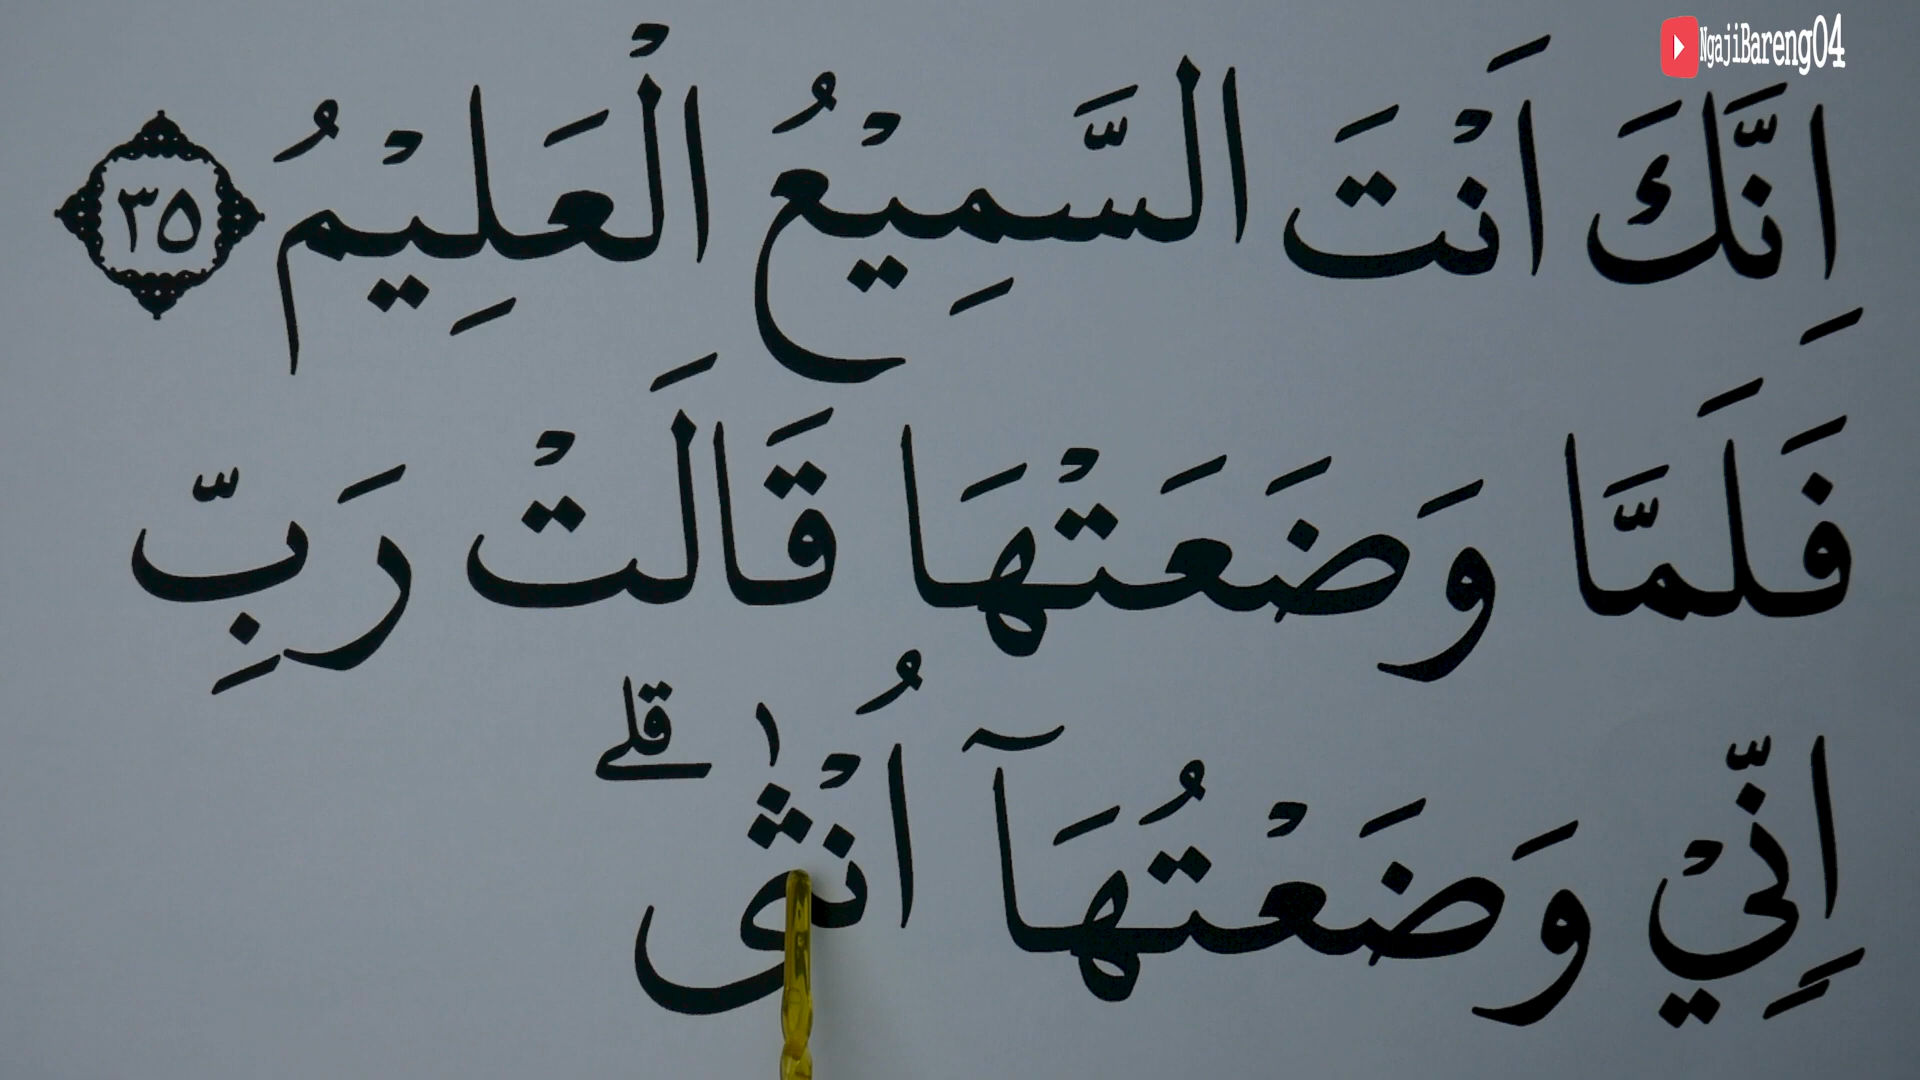 NgajiBareng04
اِنَّكَ اَنْتَ السَّمِيْعُ الْعَلِيْمُ ٣٥
فَلَمَّا وَضَعَتْهَا قَالَتْ رَبِّ
اِنِّيْ وَضَعْتُهَآ اُنْثٰى ۗ